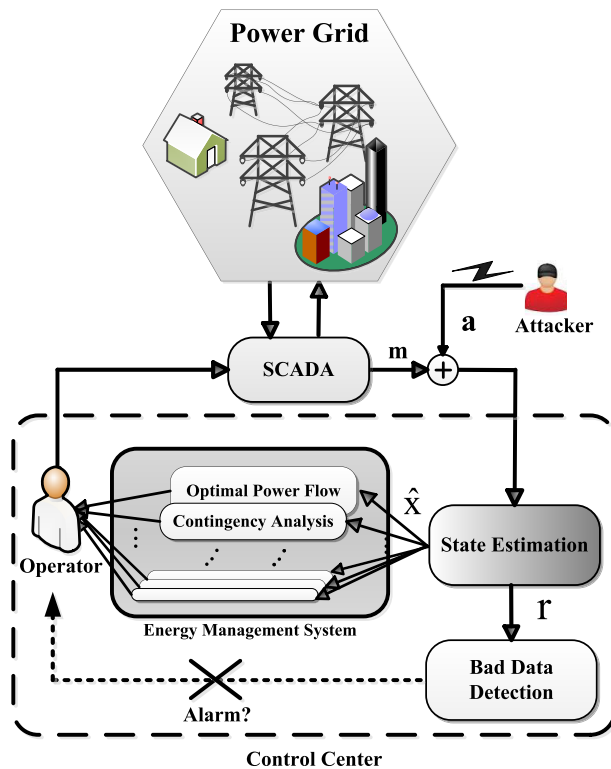 Power Grid
a
Attacker
SCADA
m
+
Optimal Power Flow
Contingency Analysis
x̂
State Estimation
Operator
Energy Management System
r
Bad Data
Detection
Alarm?
Control Center